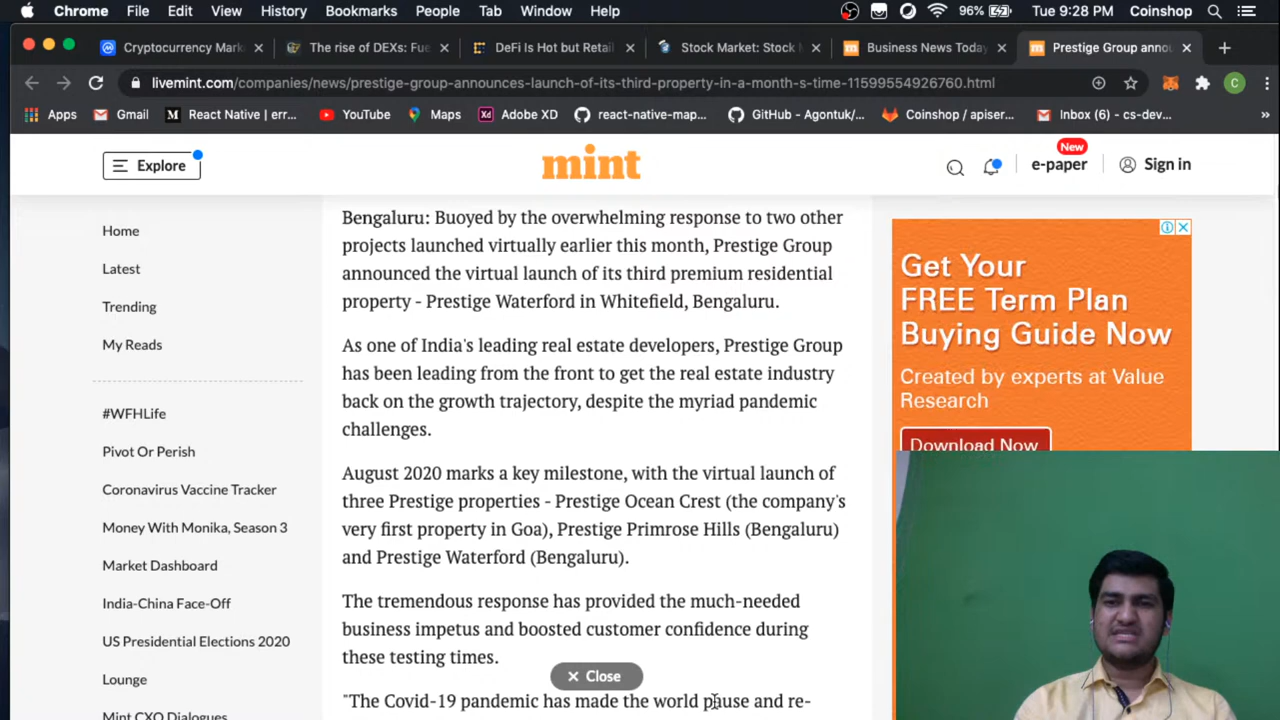 Chrome File Edit View History Bookmarks People Tab Window Help 96% Tue 9:28 PM Coinshop
Cryptocurrency Mark The rise of DEXs: Fue DeFi Is Hot but Retail Stock Market: Stock Business News Today Prestige Group annou
livemint.com/companies/news/prestige-group-announces-launch-of-its-third-property-in-a-month-s-time-11599554926760.html C
Apps Gmail React Native | err... YouTube Maps Adobe XD react-native-map... GitHub - Agontuk/... Coinshop / apiser... Inbox (6) - cs-dev... »
Explore mint New e-paper Sign in
Home
Latest
Trending
My Reads
#WFHLife
Pivot Or Perish
Coronavirus Vaccine Tracker
Money With Monika, Season 3
Market Dashboard
India-China Face-Off
US Presidential Elections 2020
Lounge
Mint CXO Dialogues
Bengaluru: Buoyed by the overwhelming response to two other
projects launched virtually earlier this month, Prestige Group
announced the virtual launch of its third premium residential
property - Prestige Waterford in Whitefield, Bengaluru.
As one of India's leading real estate developers, Prestige Group
has been leading from the front to get the real estate industry
back on the growth trajectory, despite the myriad pandemic
challenges.
August 2020 marks a key milestone, with the virtual launch of
three Prestige properties - Prestige Ocean Crest (the company's
very first property in Goa), Prestige Primrose Hills (Bengaluru)
and Prestige Waterford (Bengaluru).
The tremendous response has provided the much-needed
business impetus and boosted customer confidence during
these testing times.
Close
"The Covid-19 pandemic has made the world pause and re-
Get Your
FREE Term Plan
Buying Guide Now
Created by experts at Value
Research
Download Now